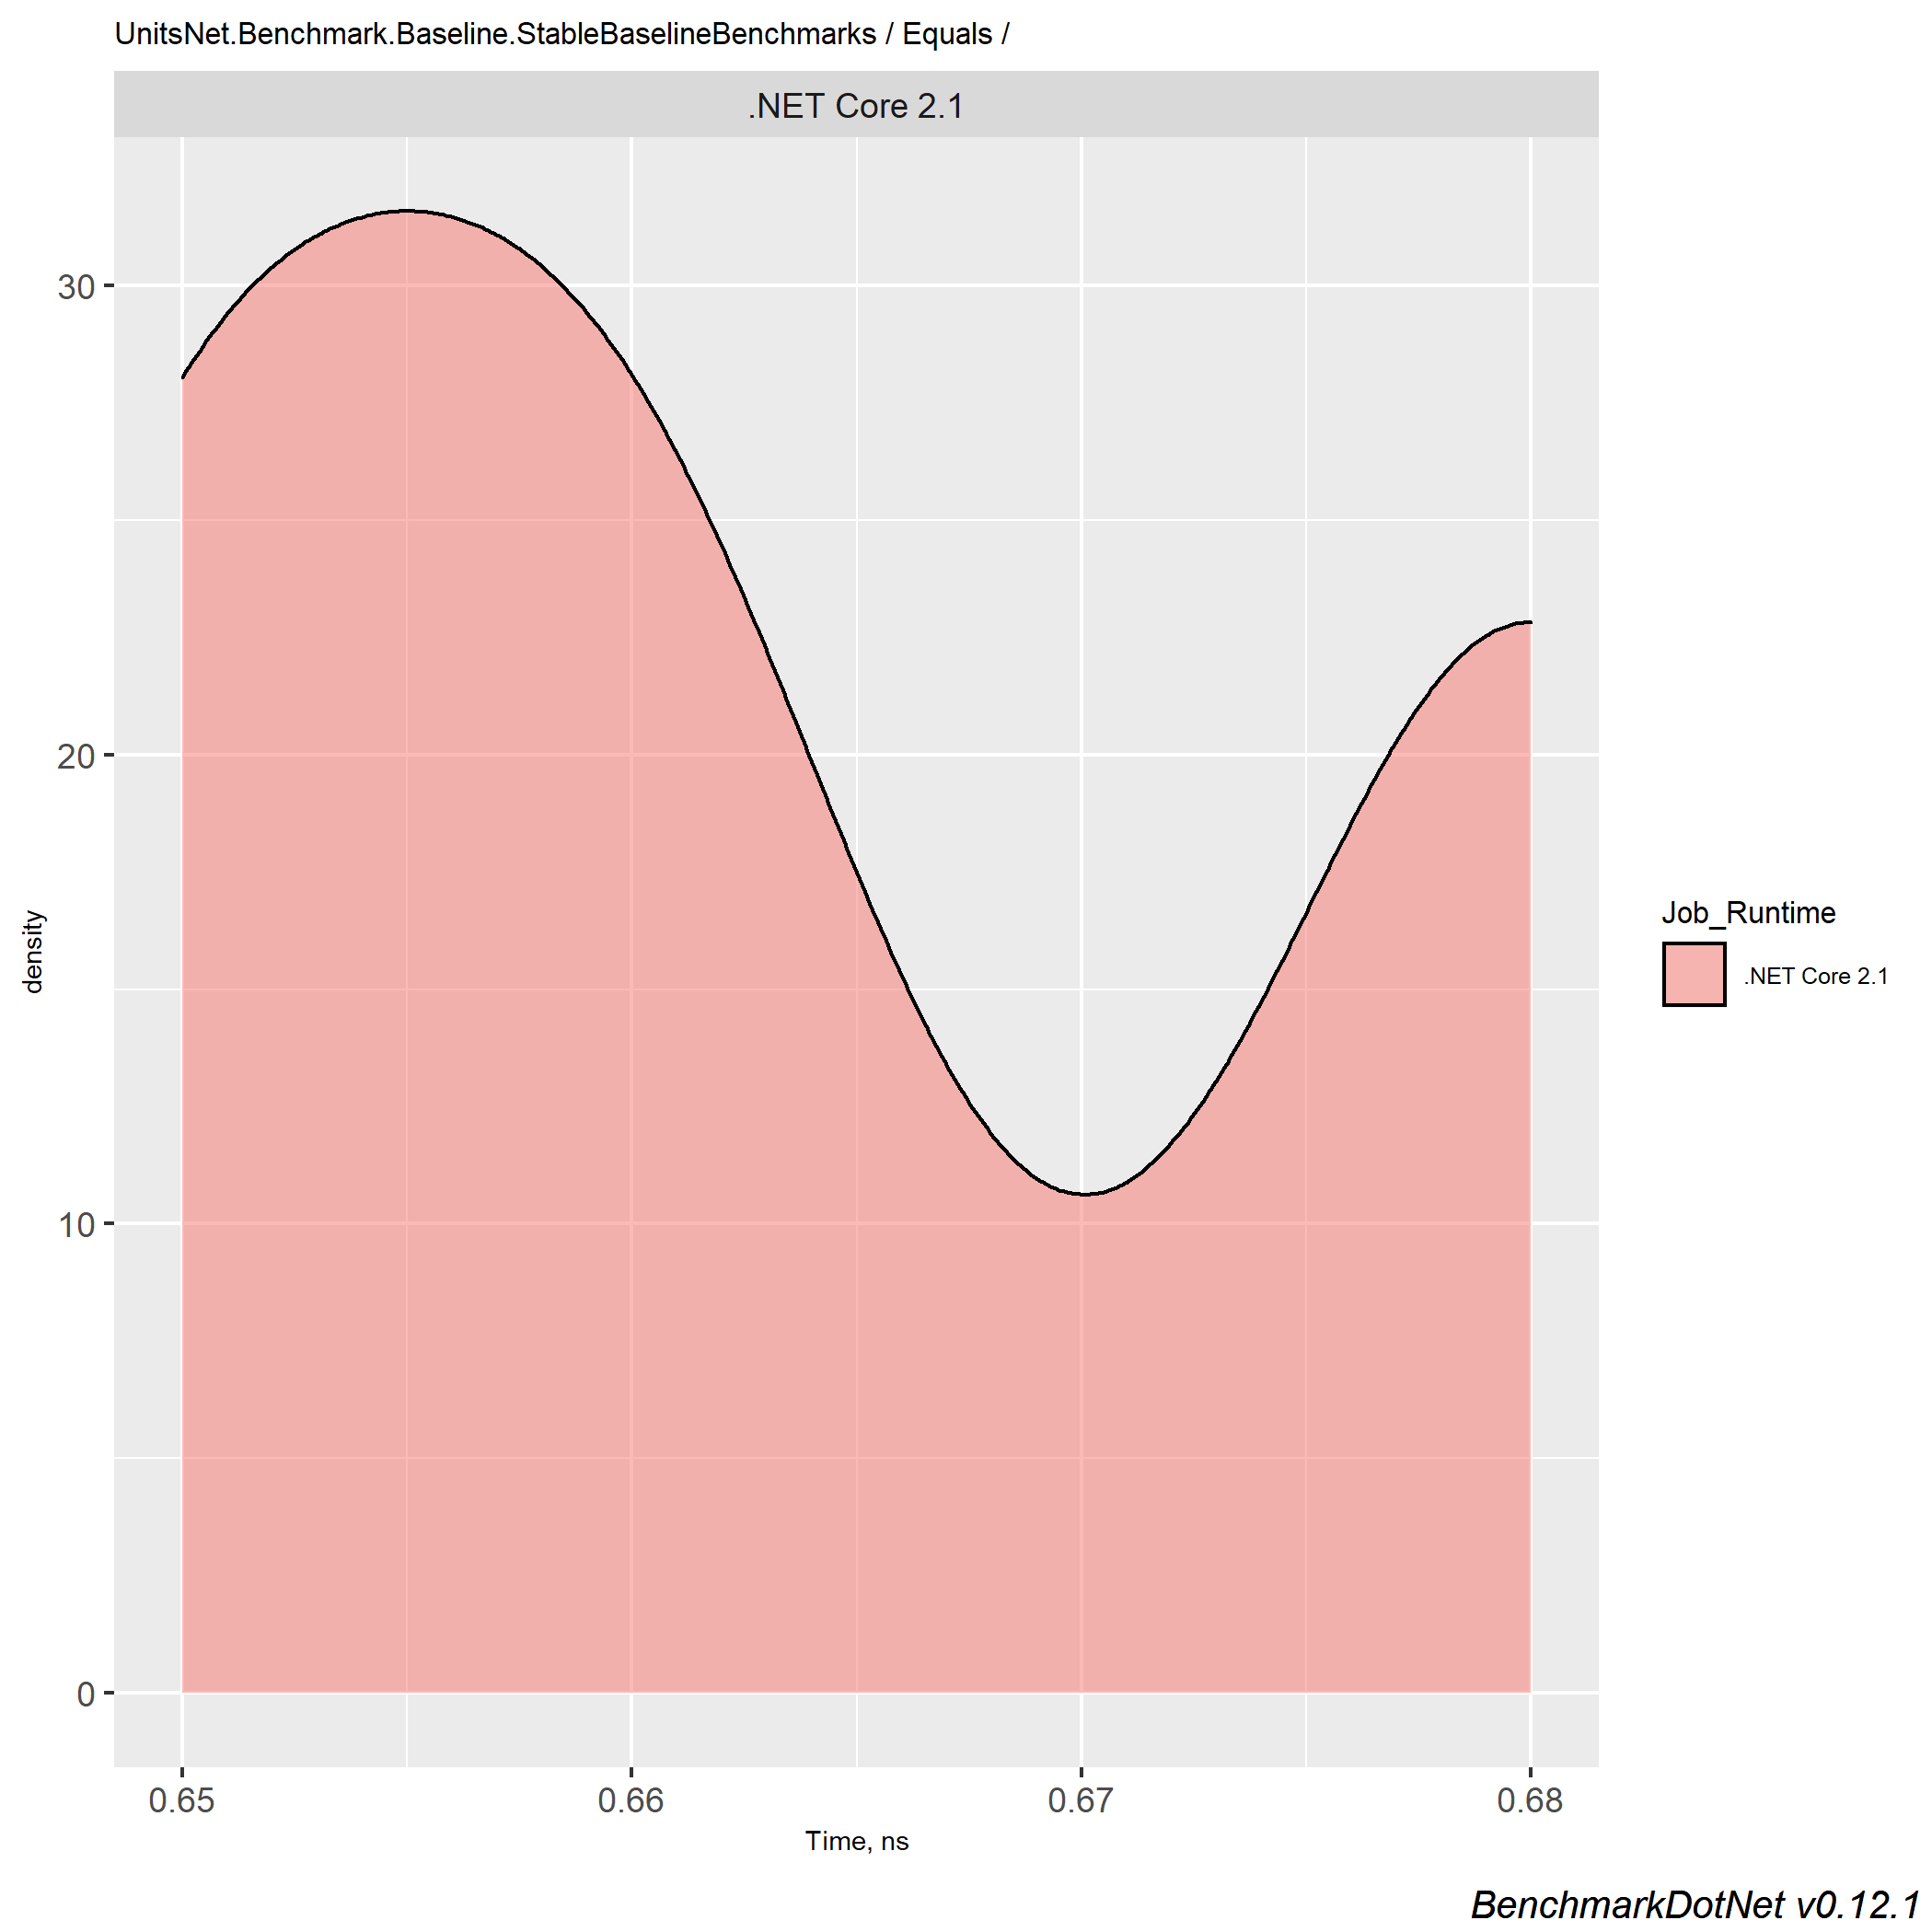 UnitsNet.Benchmark.Baseline.StableBaselineBenchmarks / Equals /
.NET Core 2.1
30
20
10
0
density
0.65
0.66
0.67
0.68
Time, ns
Job_Runtime
.NET Core 2.1
BenchmarkDotNet v0.12.1